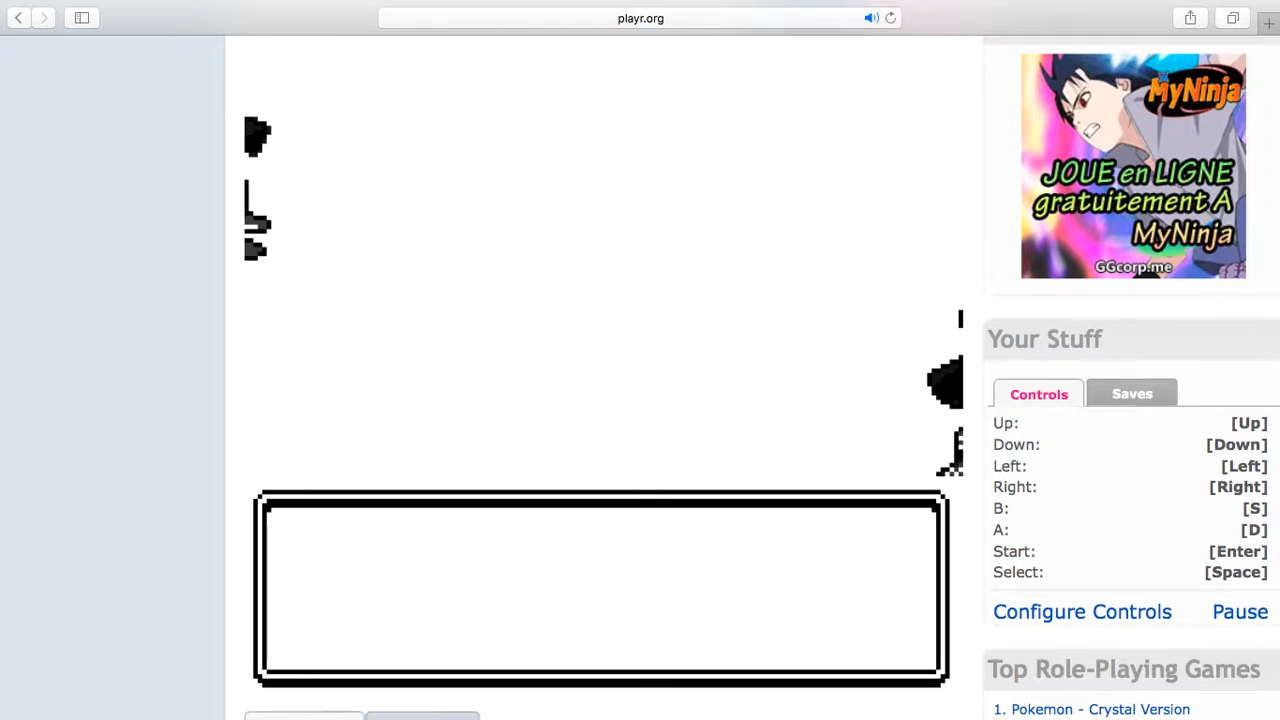 playr.org
MyNinja
JOUE en LIGNE
gratuitement A
MyNinja
GGcorp.me
Your Stuff
Controls
Saves
Up: [Up]
Down: [Down]
Left: [Left]
Right: [Right]
B: [S]
A: [D]
Start: [Enter]
Select: [Space]
Configure Controls
Pause
Top Role-Playing Games
1. Pokemon - Crystal Version